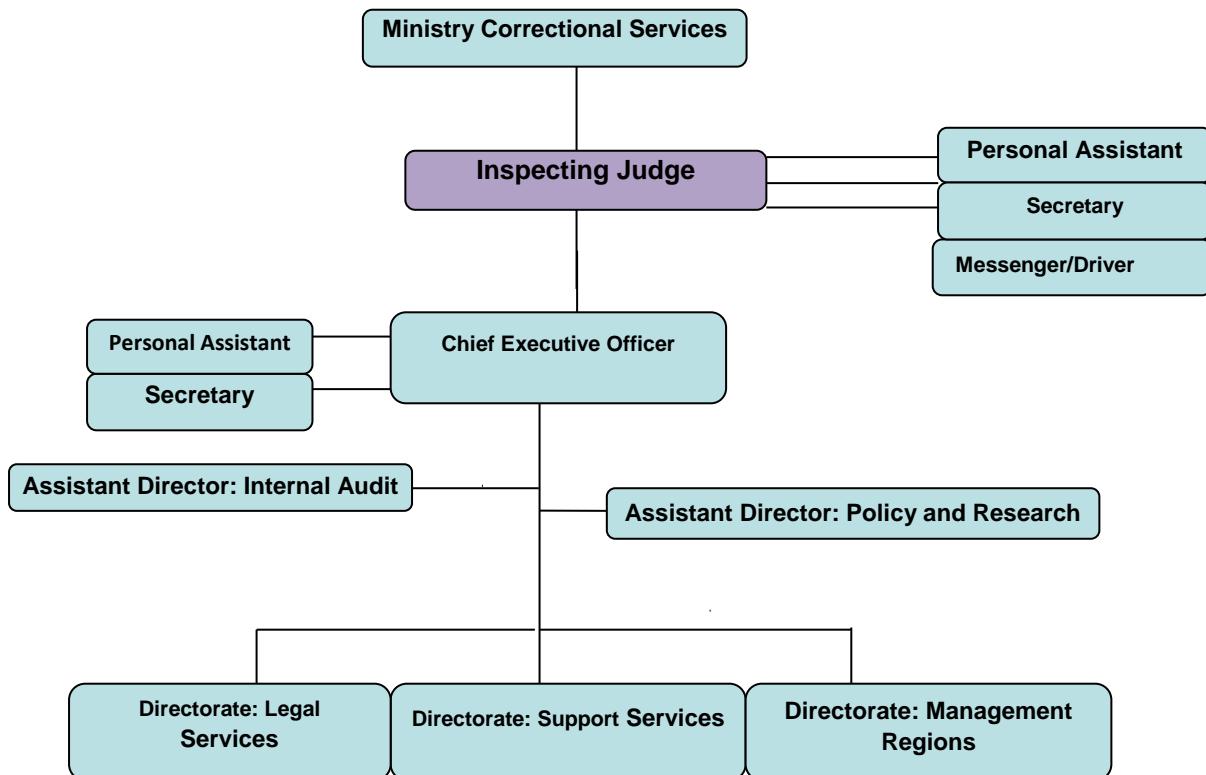 Ministry Correctional Services
Inspecting Judge
Personal Assistant
Secretary
Messenger/Driver
Chief Executive Officer
Personal Assistant
Secretary
Assistant Director: Internal Audit
Assistant Director: Policy and Research
Directorate: Legal
Services
Directorate: Support Services
Directorate: Management
Regions